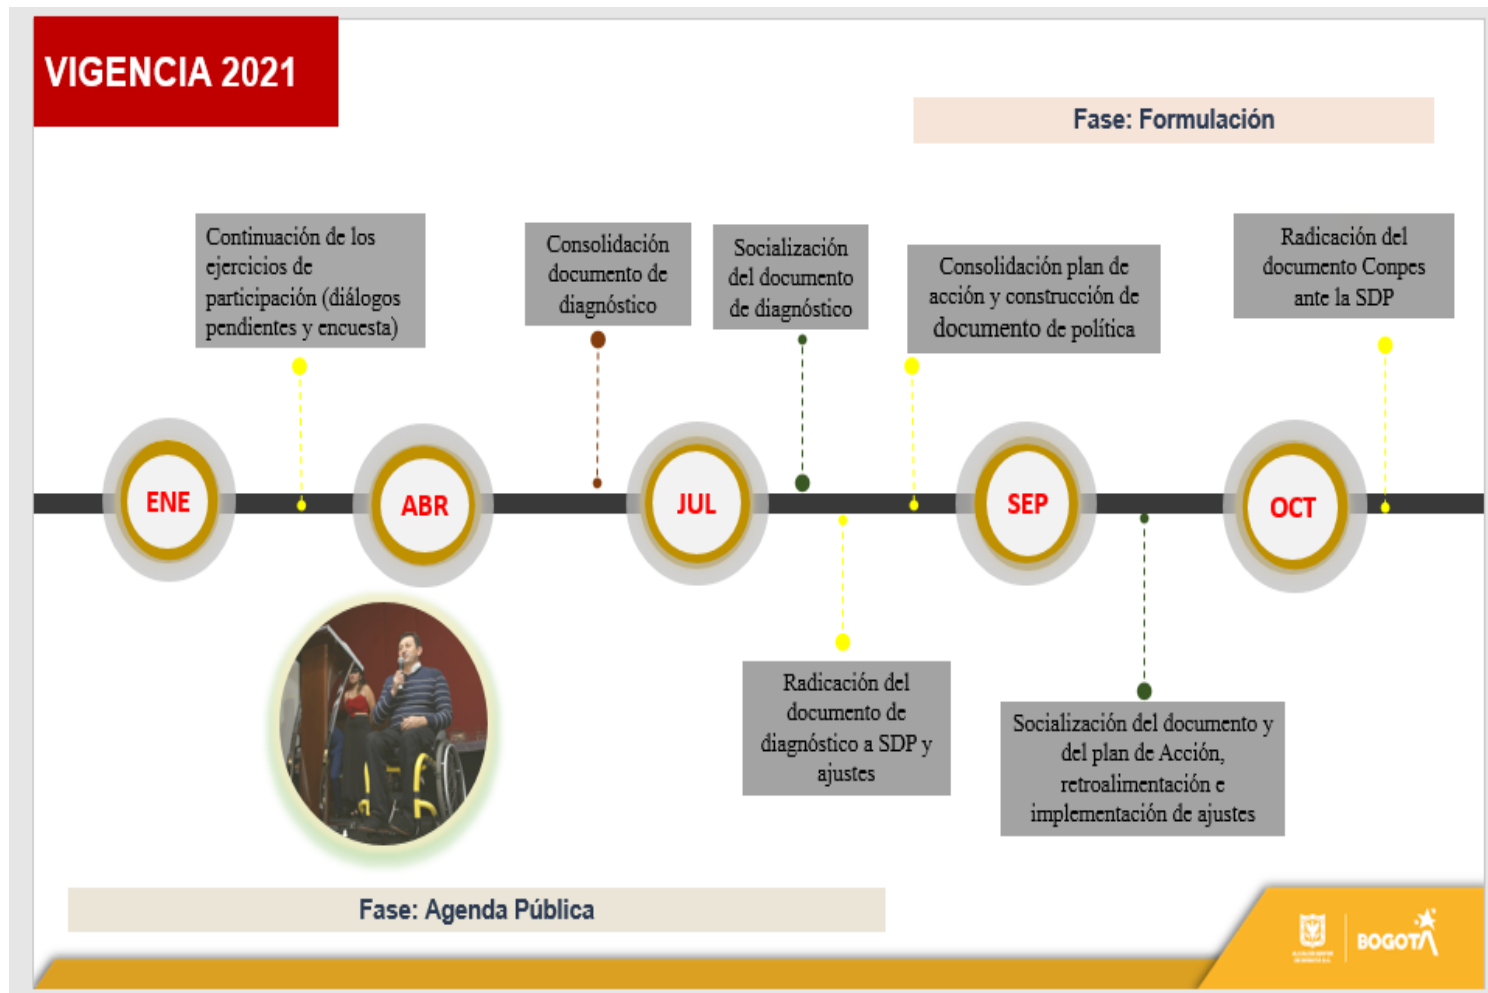 VIGENCIA 2021
Fase: Formulación
Continuación de los
ejercicios de
participación (diálogos
pendientes y encuesta)
Consolidación
documento de
diagnóstico
Socialización
del documento
de diagnóstico
Consolidación plan de
acción y construcción de
documento de política
Radicación del
documento Conpes
ante la SDP
ENE
ABR
JUL
SEP
OCT
Radicación del
documento de
diagnóstico a SDP y
ajustes
Socialización del documento y
del plan de Acción,
retroalimentación e
implementación de ajustes
Fase: Agenda Pública
BOGOTÁ